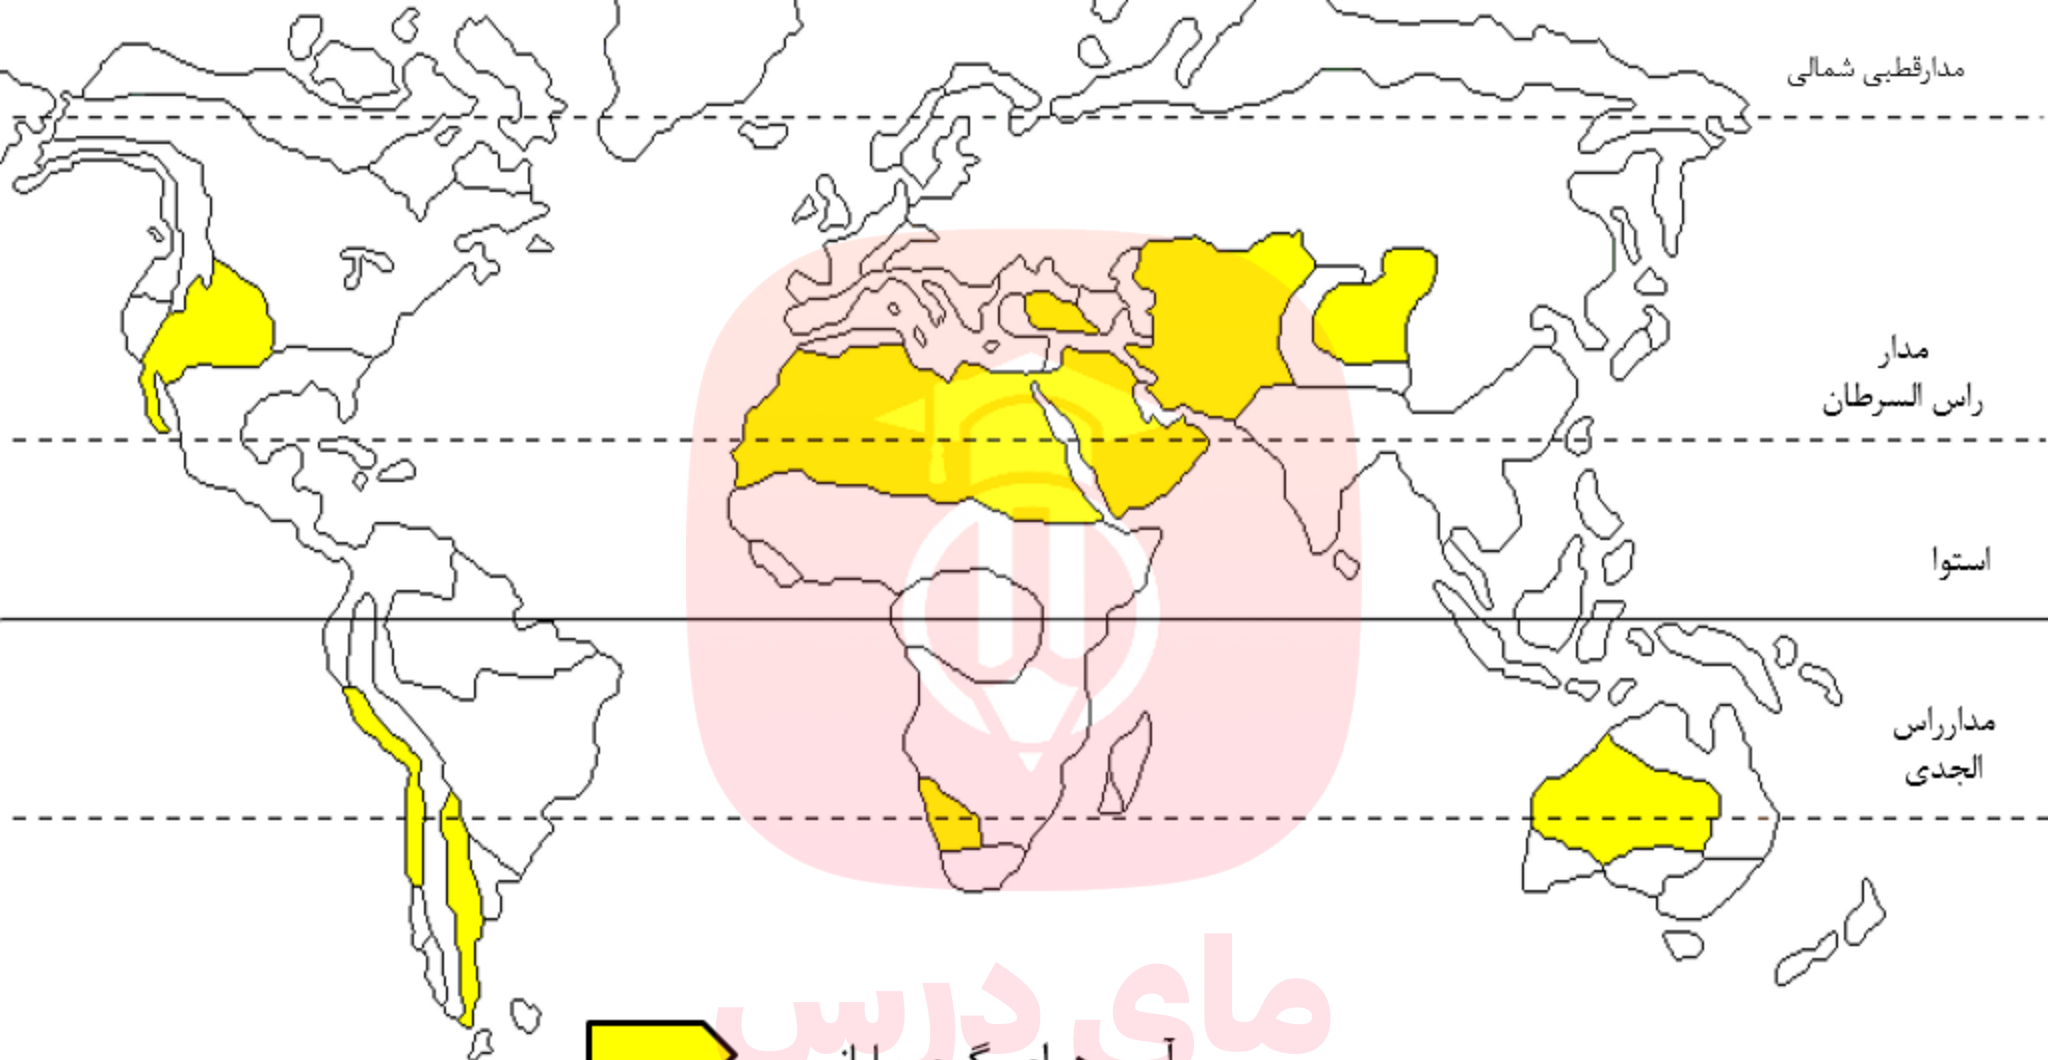 مدارقطبی شمالی
مدار
راس السرطان
استوا
مدارراس
الجدی
مای درس